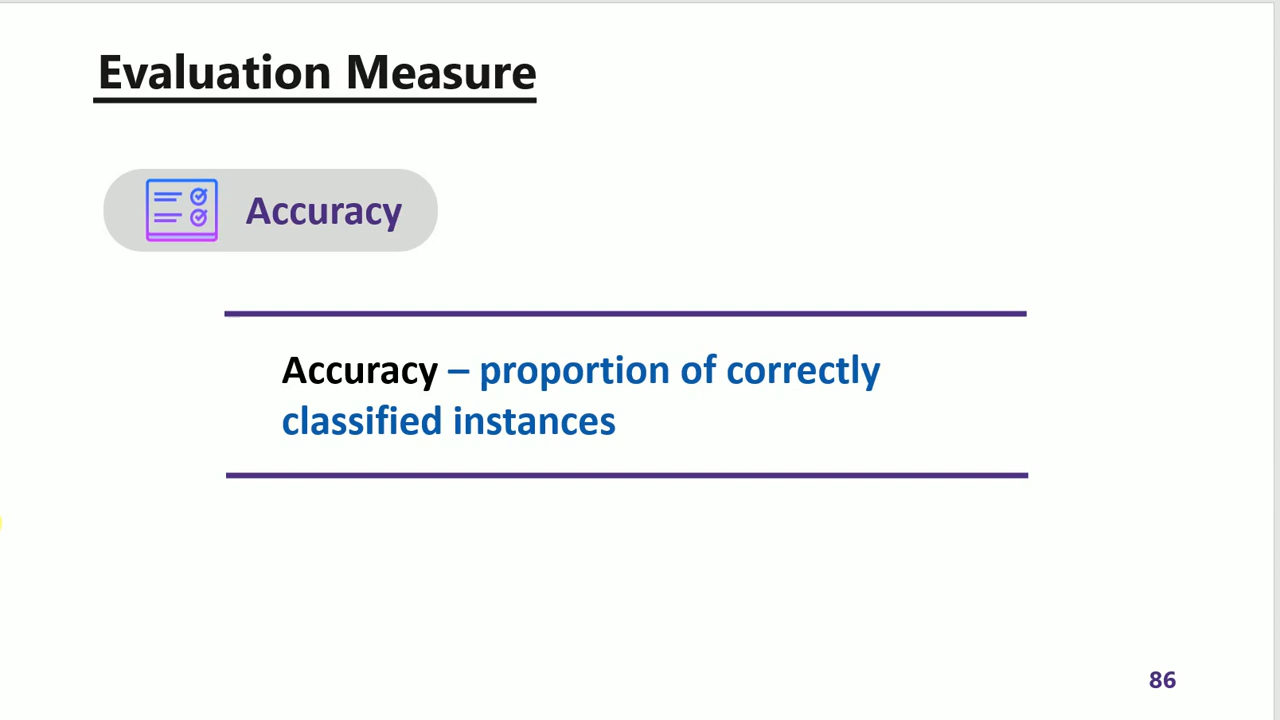 Evaluation Measure
Accuracy
Accuracy – proportion of correctly
classified instances
86